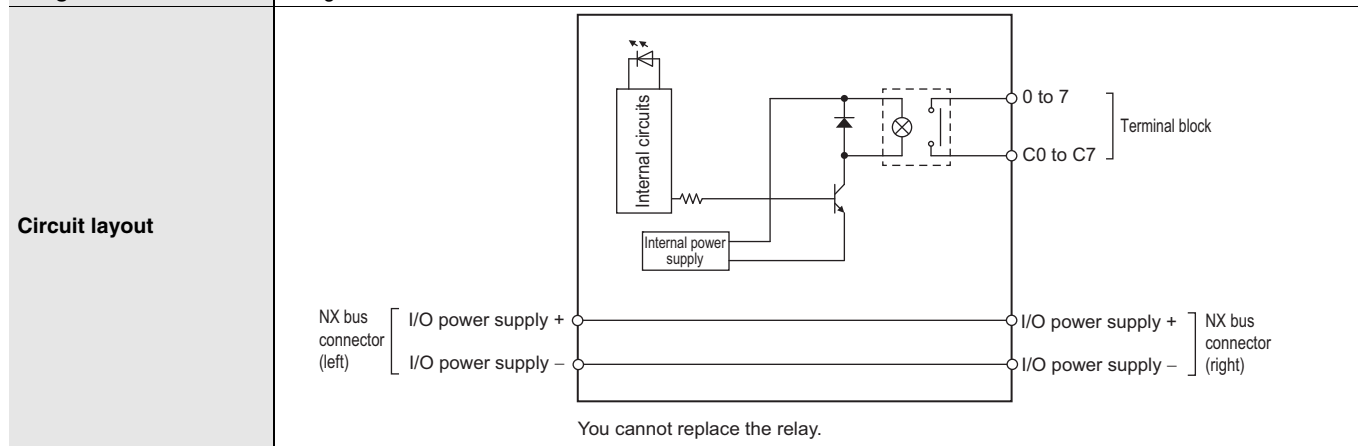 Circuit layout
Internal circuits
0 to 7
Terminal block
C0 to C7
Internal power
supply
NX bus
connector
(left)
I/O power supply +
I/O power supply –
I/O power supply +
I/O power supply –
NX bus
connector
(right)
You cannot replace the relay.